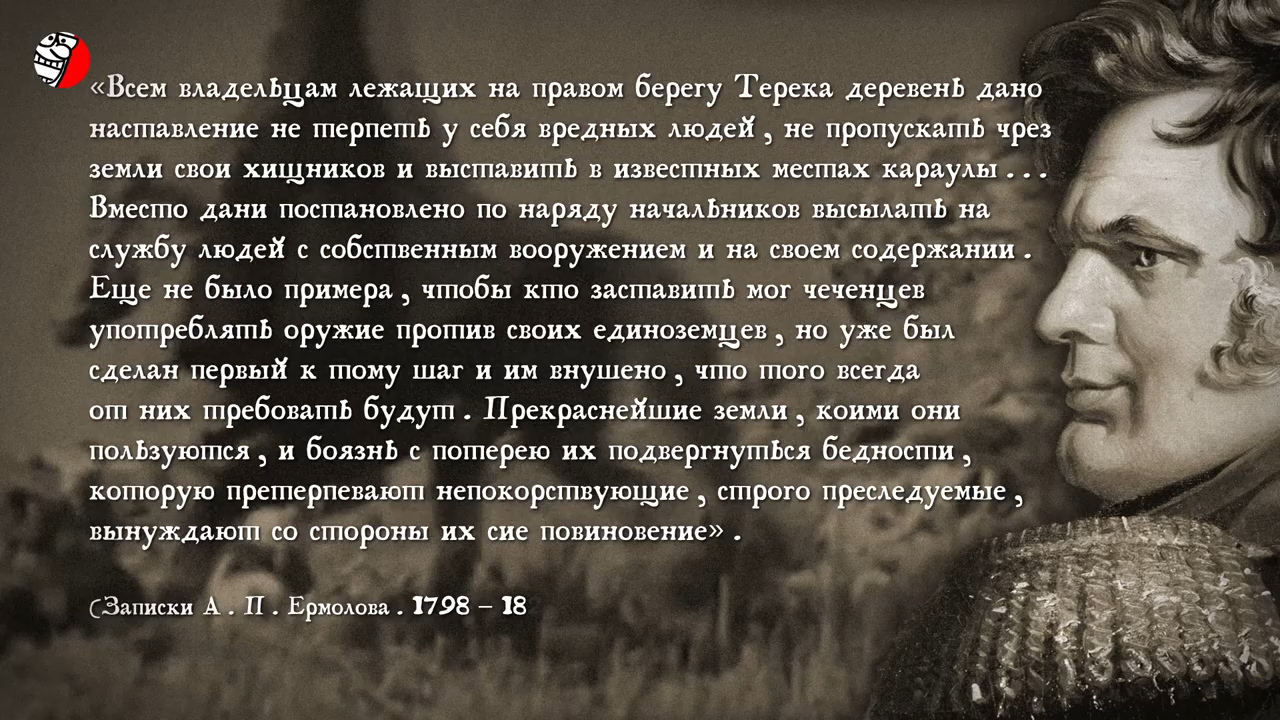 «Всем владельцам лежащих на правом берегу Терека деревень дано
наставление не терпеть у себя вредных людей, не пропускать чрез
земли свои хищников и выставить в известных местах караулы...
Вместо дани постановлено по наряду начальников высылать на
службу людей с собственным вооружением и на своем содержании.
Еще не было примера, чтобы кто заставить мог чеченцев
употреблять оружие против своих единоземцев, но уже был
сделан первый к тому шаг и им внушено, что того всегда
от них требовать будут. Прекраснейшие земли, коими они
пользуются, и боязнь с потерею их подвергнуться бедности,
которую претерпевают непокорствующие, строго преследуемые,
вынуждают со стороны их сие повиновение».
(Записки А. П. Ермолова. 1798 – 18